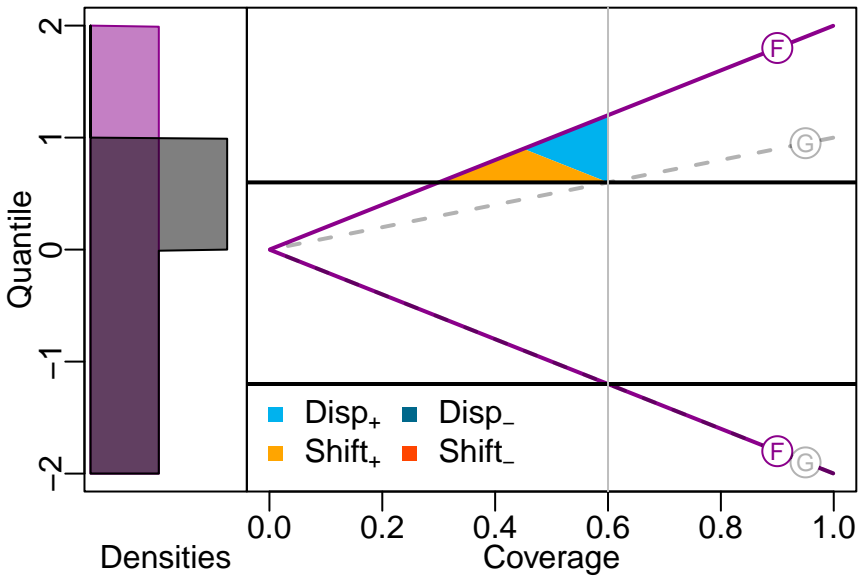 Quantile
2
1
0
−1
−2
F
G
F
G
Disp+ Disp−
Shift+ Shift−
0.0 0.2 0.4 0.6 0.8 1.0
Densities Coverage